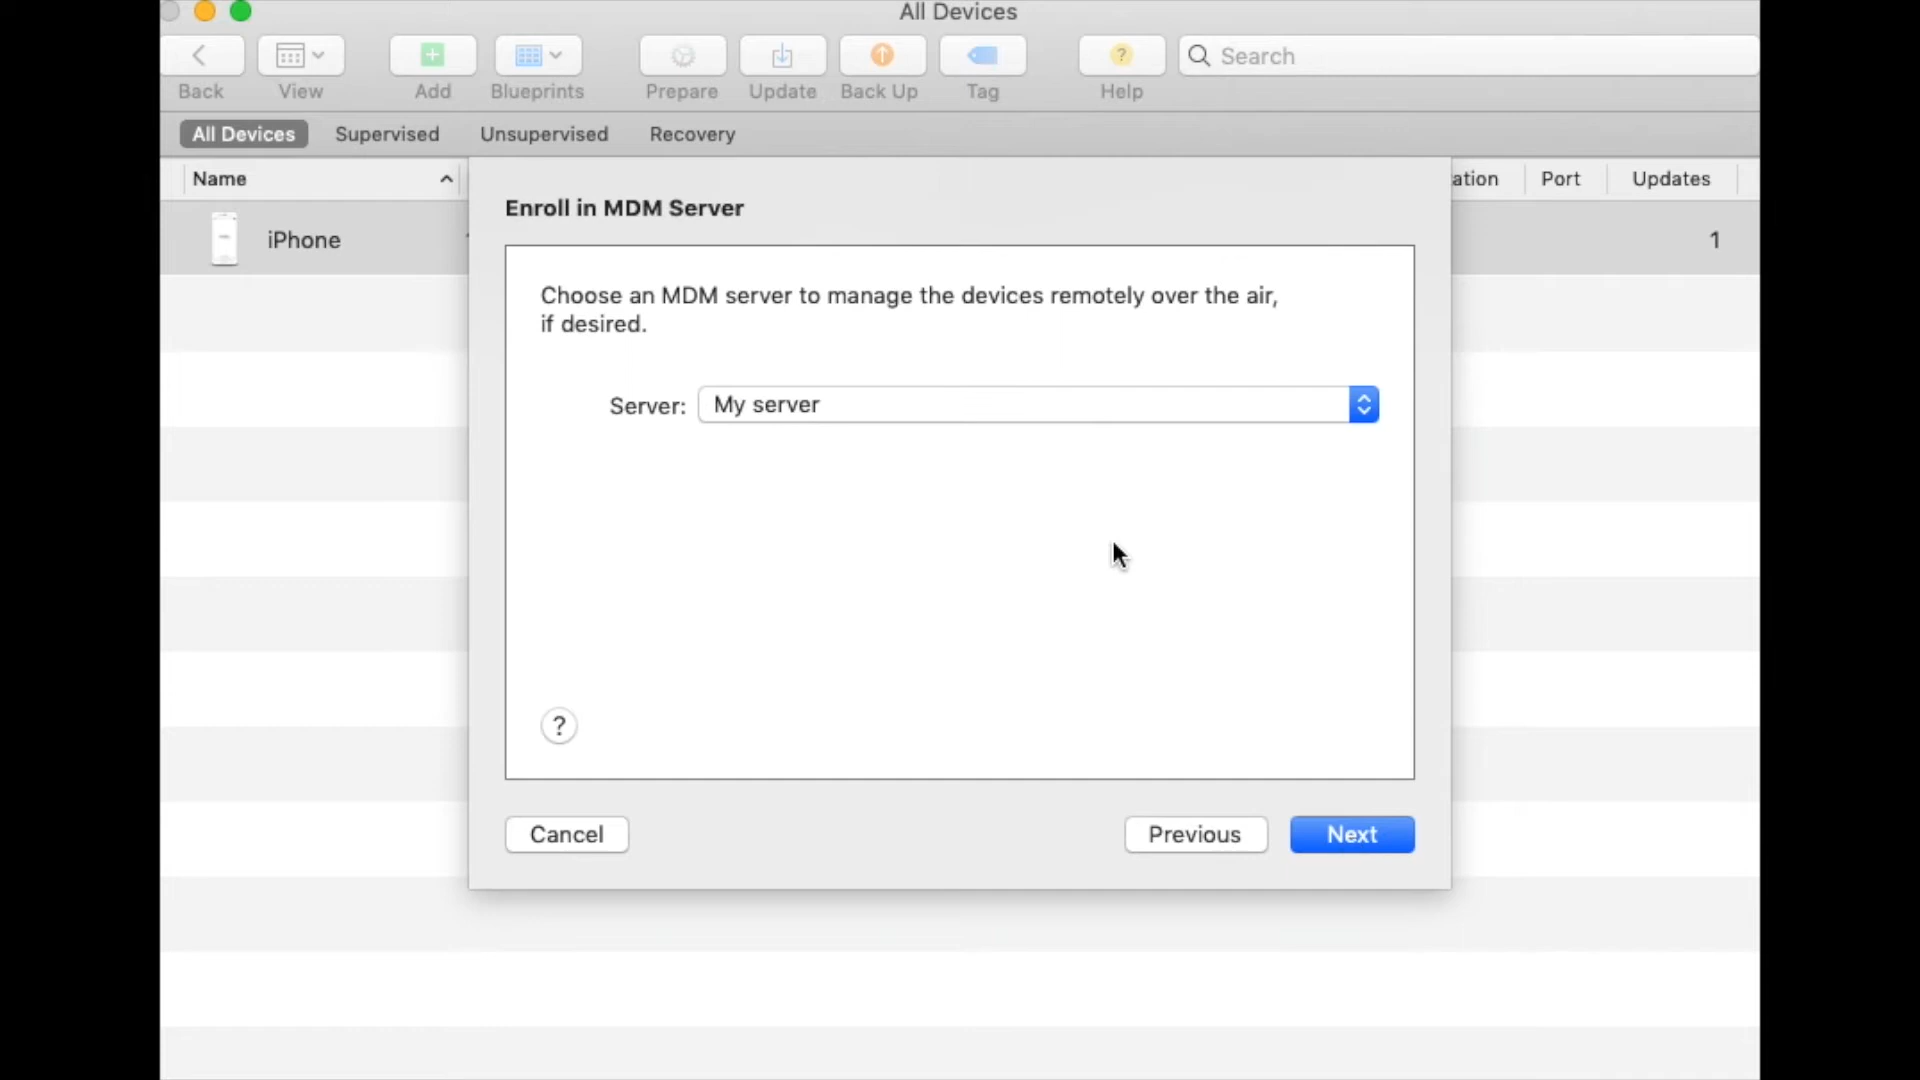 All Devices
Back
View
Add
Blueprints
Prepare
Update
Back Up
Tag
? 
Help
Search
All Devices
Supervised
Unsupervised
Recovery
Name
ation
Port
Updates
iPhone
1
Enroll in MDM Server
Choose an MDM server to manage the devices remotely over the air,
if desired.
Server:
My server
?
Cancel
Previous
Next